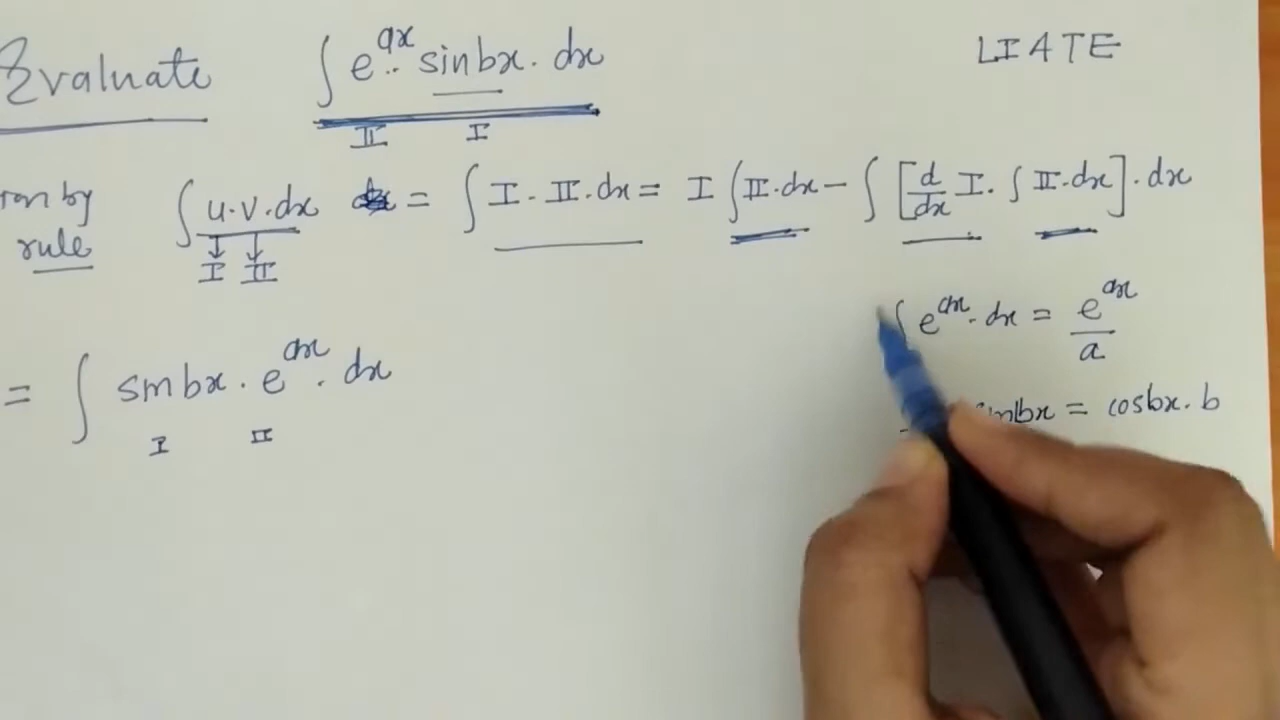 Evaluate ∫ e^{ax} · sinbx · dx LIATE
II I
by ∫ u·v·dx = ∫ I · II · dx = I ∫ II·dx − ∫ [d/dx I · ∫ II·dx] · dx
rule I II
∫ e^{ax} · dx = e^{ax}/a
= ∫ sinbx · e^{ax} · dx
sinbx = cosbx · b
I II